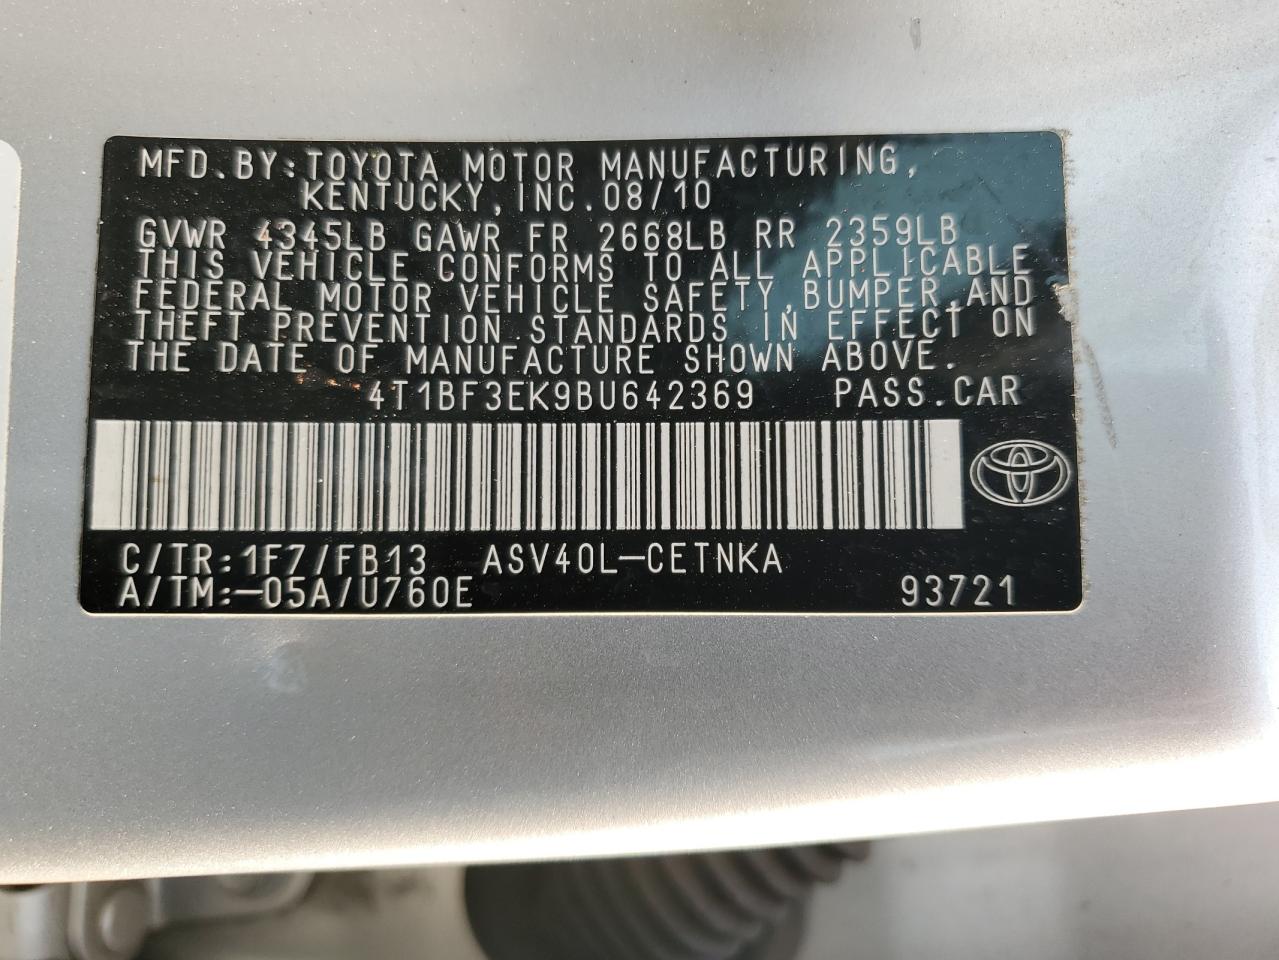 MFD.BY:TOYOTA MOTOR MANUFACTURING,
KENTUCKY,INC.08/10
GVWR 4345LB GAWR FR 2668LB RR 2359LB
THIS VEHICLE CONFORMS TO ALL APPLICABLE
FEDERAL MOTOR VEHICLE SAFETY,BUMPER,AND
THEFT PREVENTION STANDARDS IN EFFECT ON
THE DATE OF MANUFACTURE SHOWN ABOVE.
4T1BF3EK9BU642369 PASS.CAR
C/TR:1F7/FB13 ASV40L-CETNKA
A/TM:-05A/U760E 93721